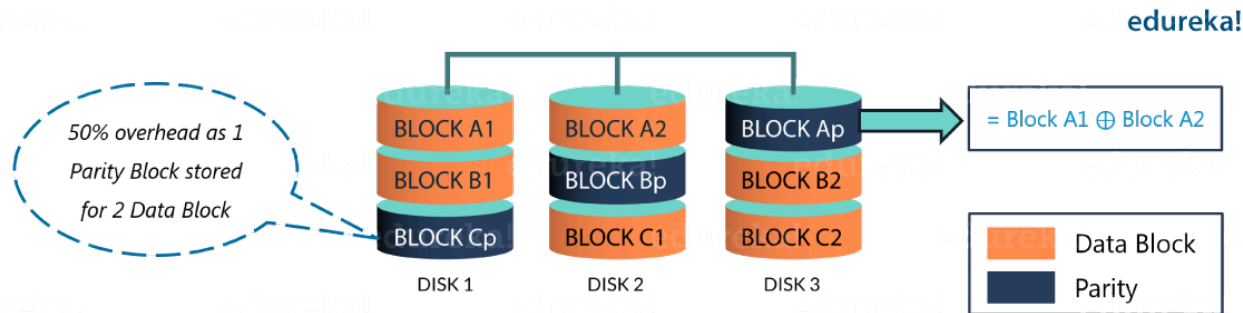 edureka!
50% overhead as 1
Parity Block stored
for 2 Data Block
BLOCK A1
BLOCK A2
BLOCK Ap
= Block A1 ⊕ Block A2
BLOCK B1
BLOCK Bp
BLOCK B2
BLOCK Cp
BLOCK C1
BLOCK C2
DISK 1
DISK 2
DISK 3
Data Block
Parity